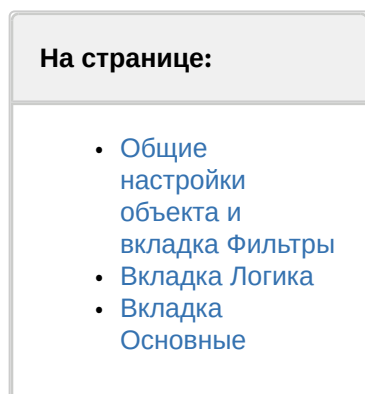 На странице:
• Общие
настройки
объекта и
вкладка Фильтры
• Вкладка Логика
• Вкладка
Основные